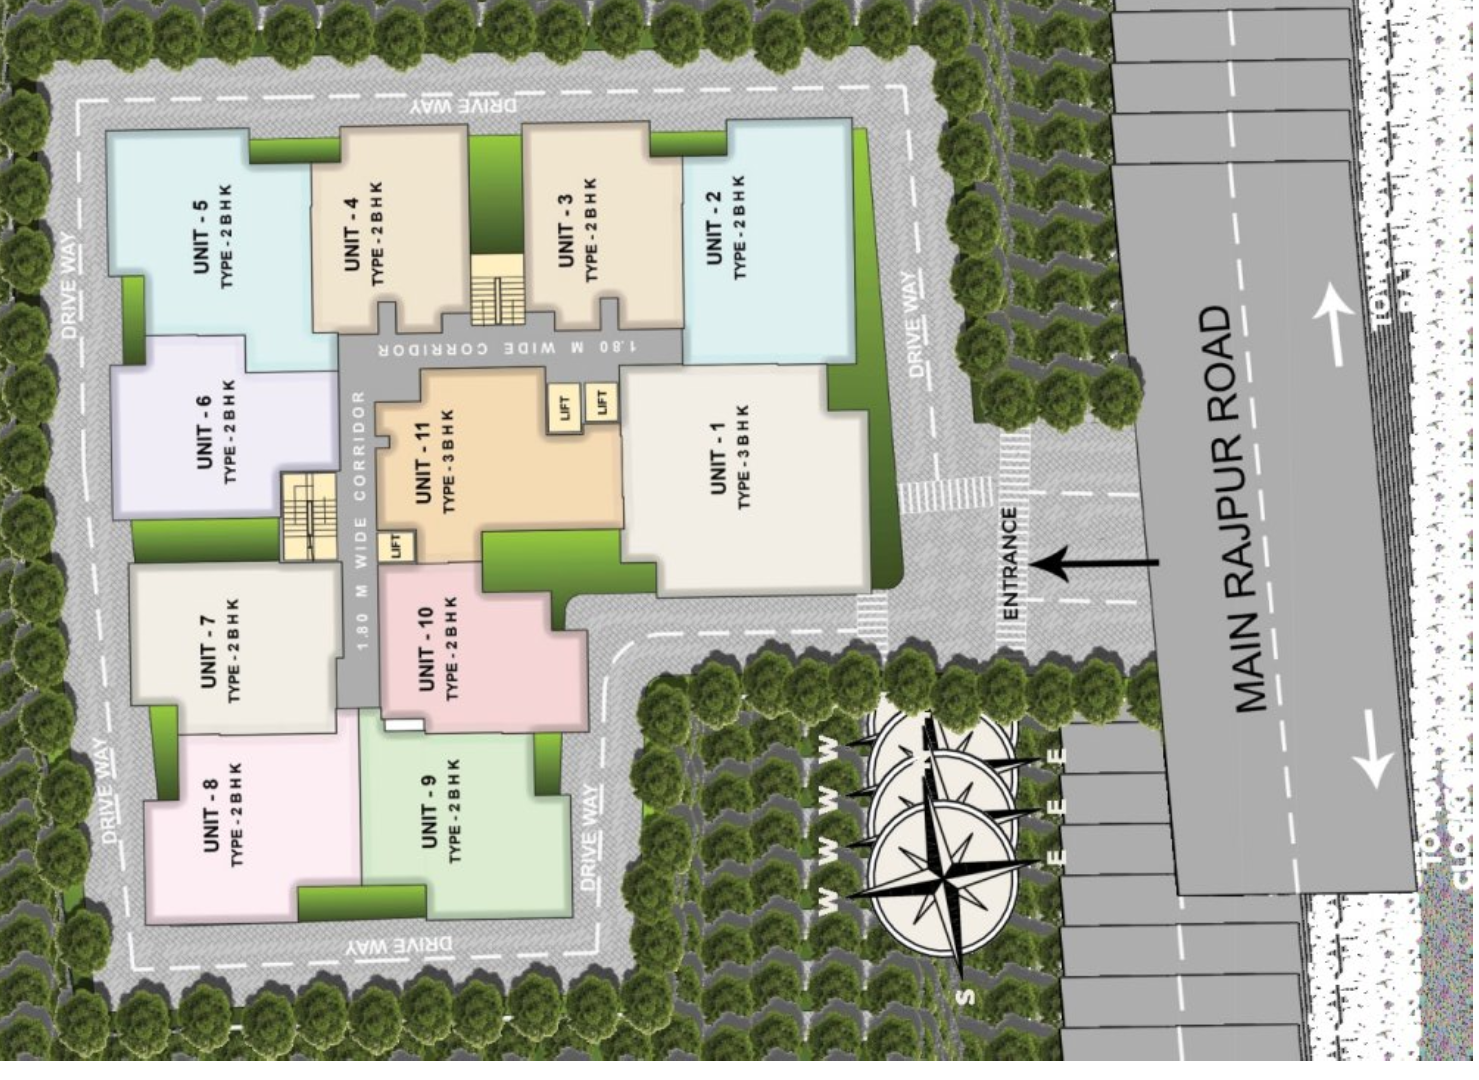 DRIVE WAY
UNIT - 5
TYPE - 2 B H K
UNIT - 4
TYPE - 2 B H K
UNIT - 3
TYPE - 2 B H K
UNIT - 2
TYPE - 2 B H K
DRIVE WAY
DRIVE WAY
1.80 M WIDE CORRIDOR
UNIT - 6
TYPE - 2 B H K
1.80 M WIDE CORRIDOR
UNIT - 11
TYPE - 3 B H K
LIFT
LIFT
LIFT
UNIT - 1
TYPE - 3 B H K
ENTRANCE
MAIN RAJPUR ROAD
UNIT - 7
TYPE - 2 B H K
UNIT - 10
TYPE - 2 B H K
DRIVE WAY
UNIT - 8
TYPE - 2 B H K
UNIT - 9
TYPE - 2 B H K
DRIVE WAY
DRIVE WAY
W
E
W
E
W
E
W
S